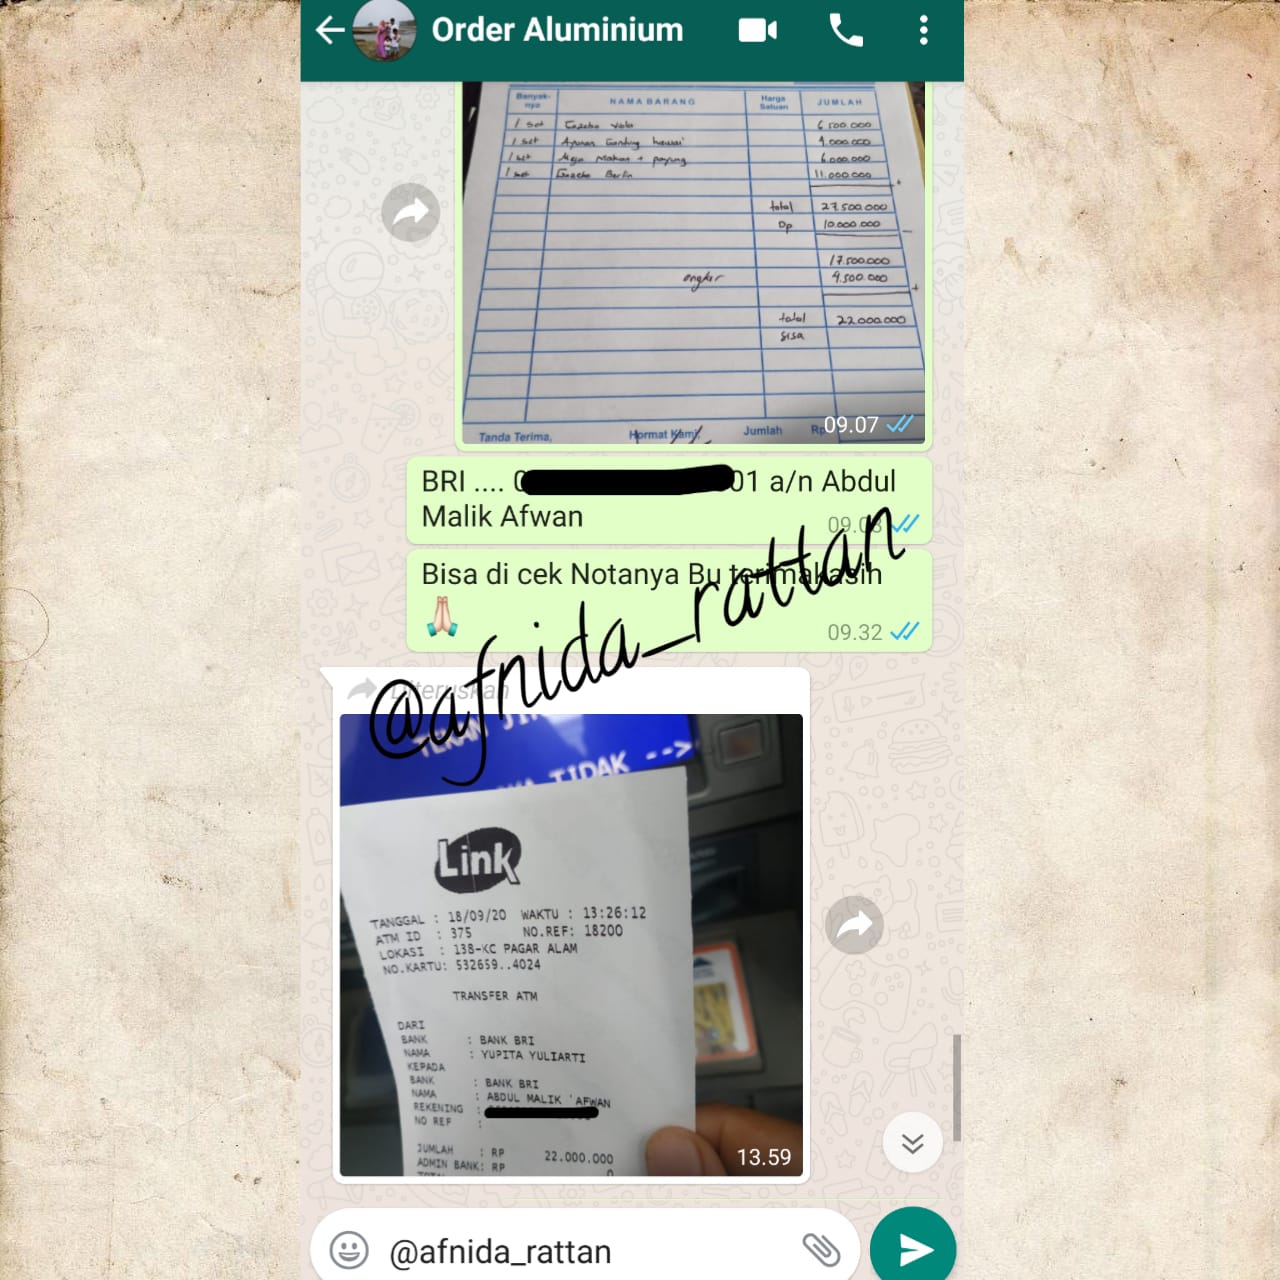 Order Aluminium
Banyak-nya NAMA BARANG Harga Satuan JUMLAH
1 set Gazebo Vola 6.500.000
1 set Ayunan Gantung hawai 4.000.000
1 set Meja Makan + payung 6.000.000
1 set Gazebo Berlin 11.000.000 +
total 27.500.000
Dp 10.000.000 –
17.500.000
ongkir 4.500.000 +
total 22.000.000
sisa
Tanda Terima, Hormat Kami, Jumlah Rp
09.07
BRI .... 0 01 a/n Abdul
Malik Afwan
09.08
Bisa di cek Notanya Bu terimakasih
🙏🏻
09.32
@afnida_rattan
Diteruskan
TEKAN
TIDAK -->
Link
TANGGAL : 18/09/20 WAKTU : 13:26:12
ATM ID : 375 NO.REF: 18200
LOKASI : 138-KC PAGAR ALAM
NO.KARTU: 532659..4024
TRANSFER ATM
DARI
BANK : BANK BRI
NAMA : YUPITA YULIARTI
KEPADA
BANK : BANK BRI
NAMA : ABDUL MALIK 'AFWAN
REKENING :
NO REF :
JUMLAH : RP 22.000.000
ADMIN BANK: RP 0
13.59
@afnida_rattan